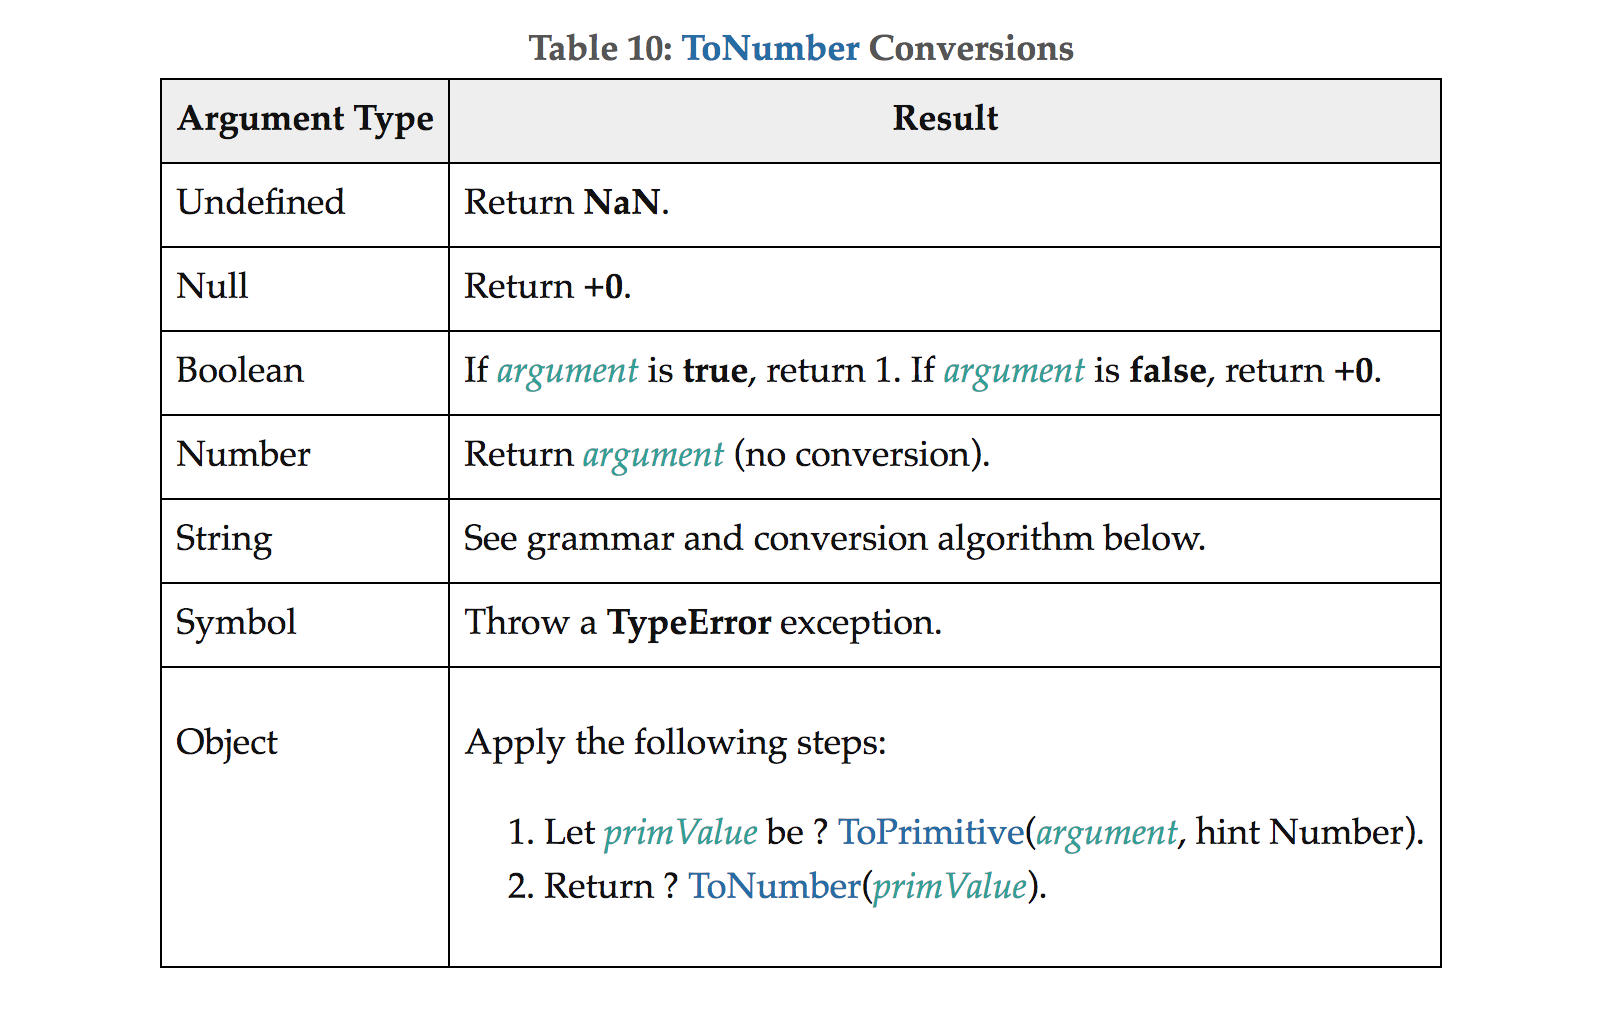 Table 10: ToNumber Conversions
Argument Type Result
Undefined Return NaN.
Null Return +0.
Boolean If argument is true, return 1. If argument is false, return +0.
Number Return argument (no conversion).
String See grammar and conversion algorithm below.
Symbol Throw a TypeError exception.
Object Apply the following steps:
1. Let primValue be ? ToPrimitive(argument, hint Number).
2. Return ? ToNumber(primValue).